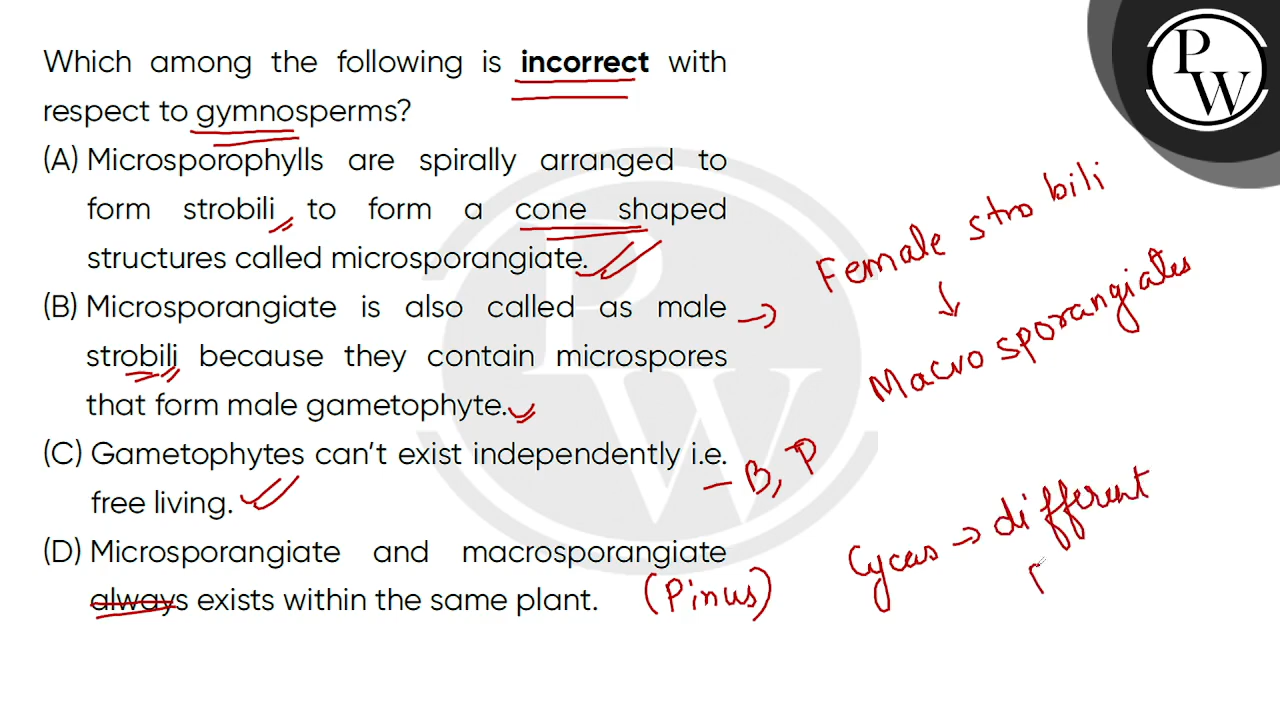 Which among the following is incorrect with
respect to gymnosperms?
(A) Microsporophylls are spirally arranged to
form strobili to form a cone shaped
structures called microsporangiate.
(B) Microsporangiate is also called as male
strobili because they contain microspores
that form male gametophyte.
(C) Gametophytes can't exist independently i.e.
free living.
(D) Microsporangiate and macrosporangiate
always exists within the same plant.
PW
PW
Female strobili
Macrosporangiates
B, P
(Pinus)
Cycas → different